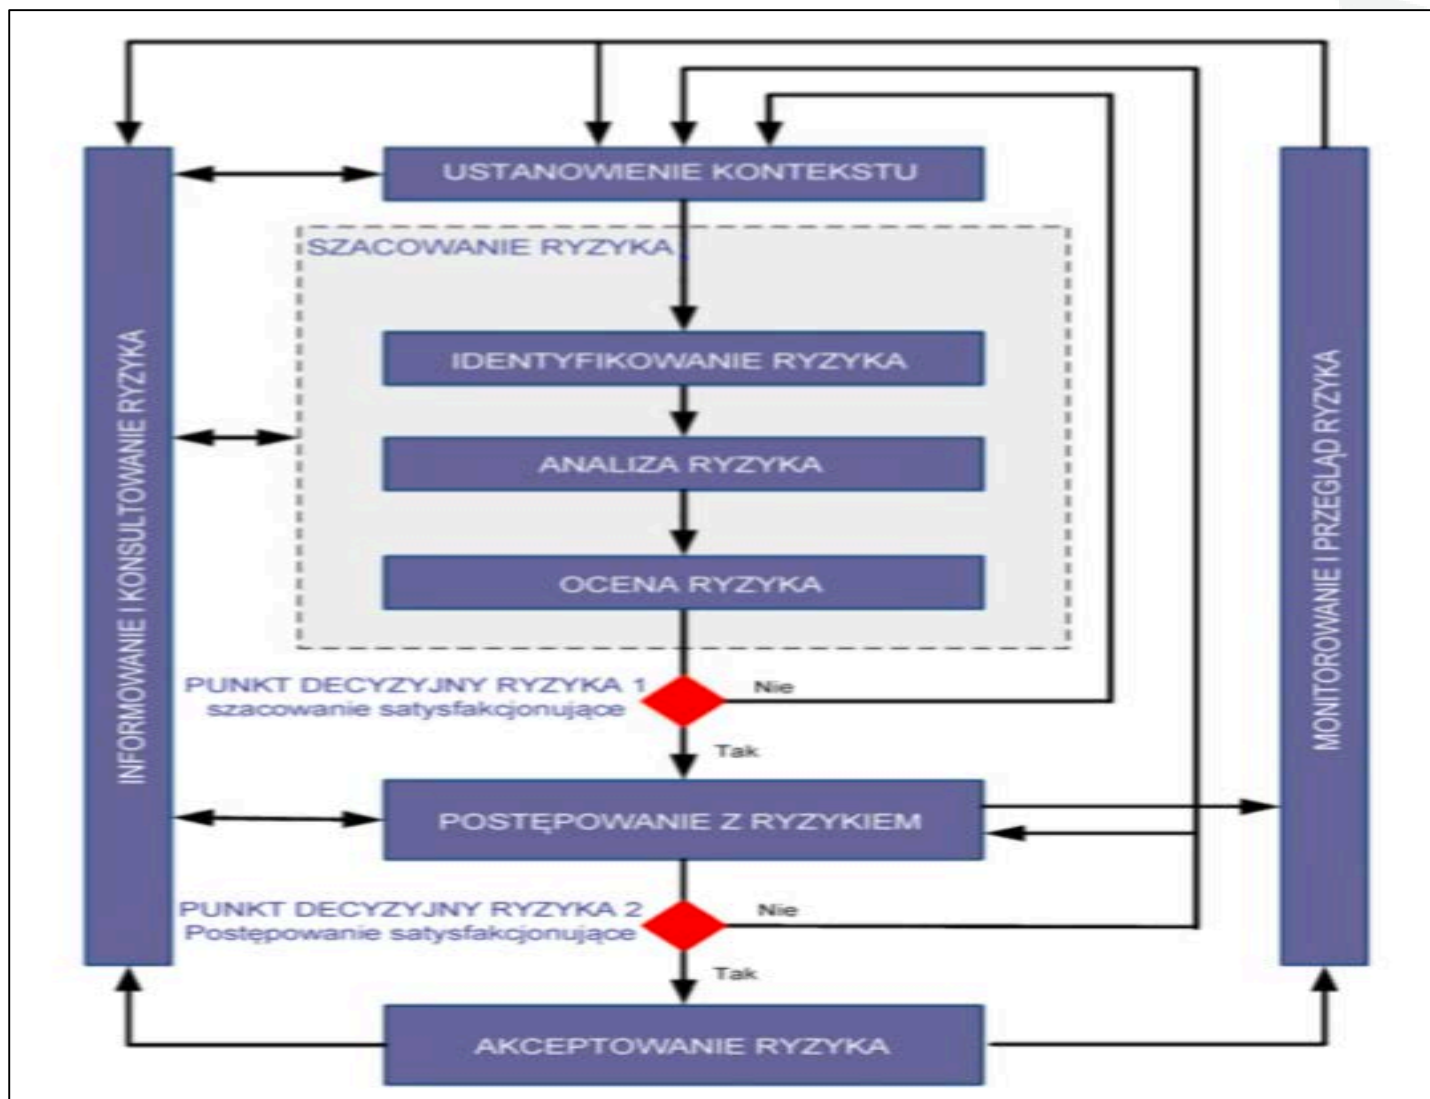 USTANOWIENIE KONTEKSTU
SZACOWANIE RYZYKA
IDENTYFIKOWANIE RYZYKA
ANALIZA RYZYKA
OCENA RYZYKA
PUNKT DECYZYJNY RYZYKA 1
szacowanie satysfakcjonujące
Nie
Tak
POSTĘPOWANIE Z RYZYKIEM
PUNKT DECYZYJNY RYZYKA 2
Postępowanie satysfakcjonujące
Nie
Tak
AKCEPTOWANIE RYZYKA
INFORMOWANIE I KONSULTOWANIE RYZYKA
MONITOROWANIE I PRZEGLĄD RYZYKA